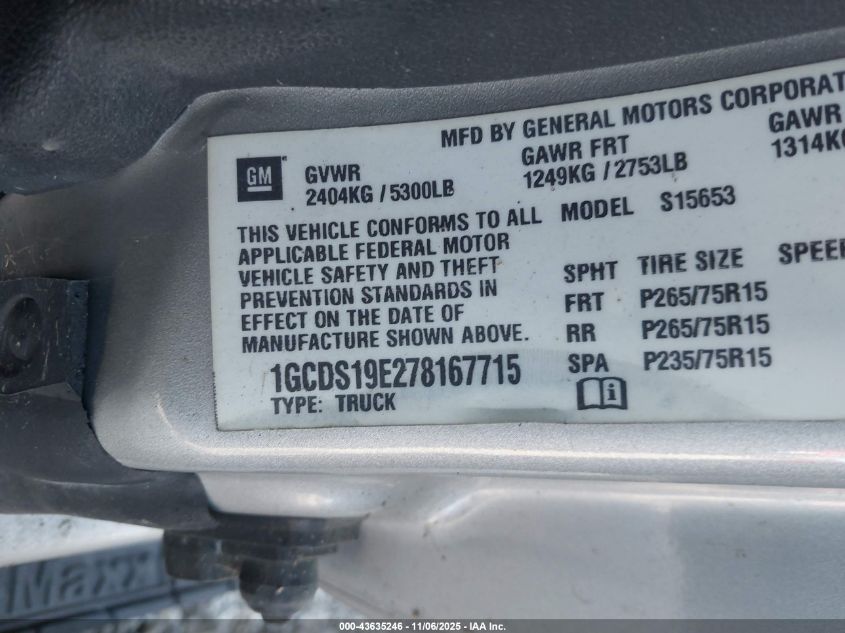 MFD BY GENERAL MOTORS CORPORAT
GM
GVWR
2404KG / 5300LB
GAWR FRT
1249KG / 2753LB
GAWR
1314KG
THIS VEHICLE CONFORMS TO ALL
APPLICABLE FEDERAL MOTOR
VEHICLE SAFETY AND THEFT
PREVENTION STANDARDS IN
EFFECT ON THE DATE OF
MANUFACTURE SHOWN ABOVE.
1GCDS19E278167715
TYPE: TRUCK
MODEL S15653
SPHT TIRE SIZE SPEE
FRT P265/75R15
RR P265/75R15
SPA P235/75R15
i
Maxx
000-43635246 - 11/06/2025 - IAA Inc.